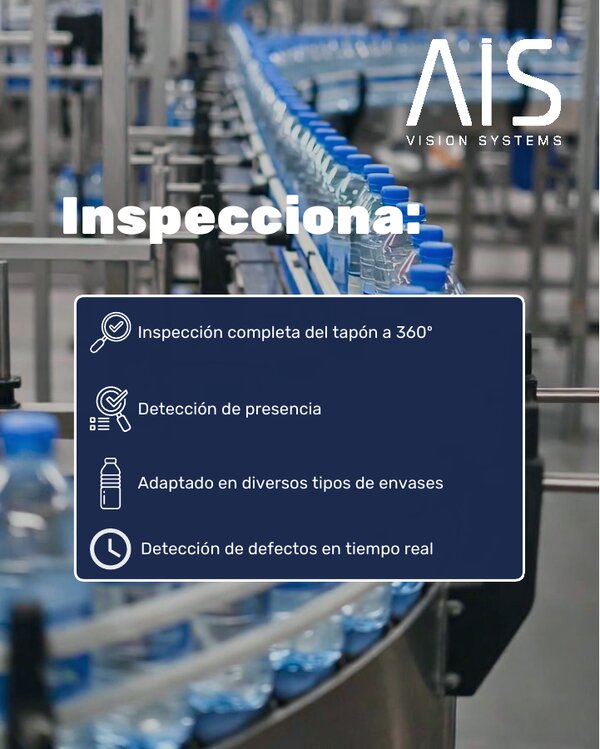 AIS
VISION SYSTEMS
Inspecciona:
Inspección completa del tapón a 360º
Detección de presencia
Adaptado en diversos tipos de envases
Detección de defectos en tiempo real